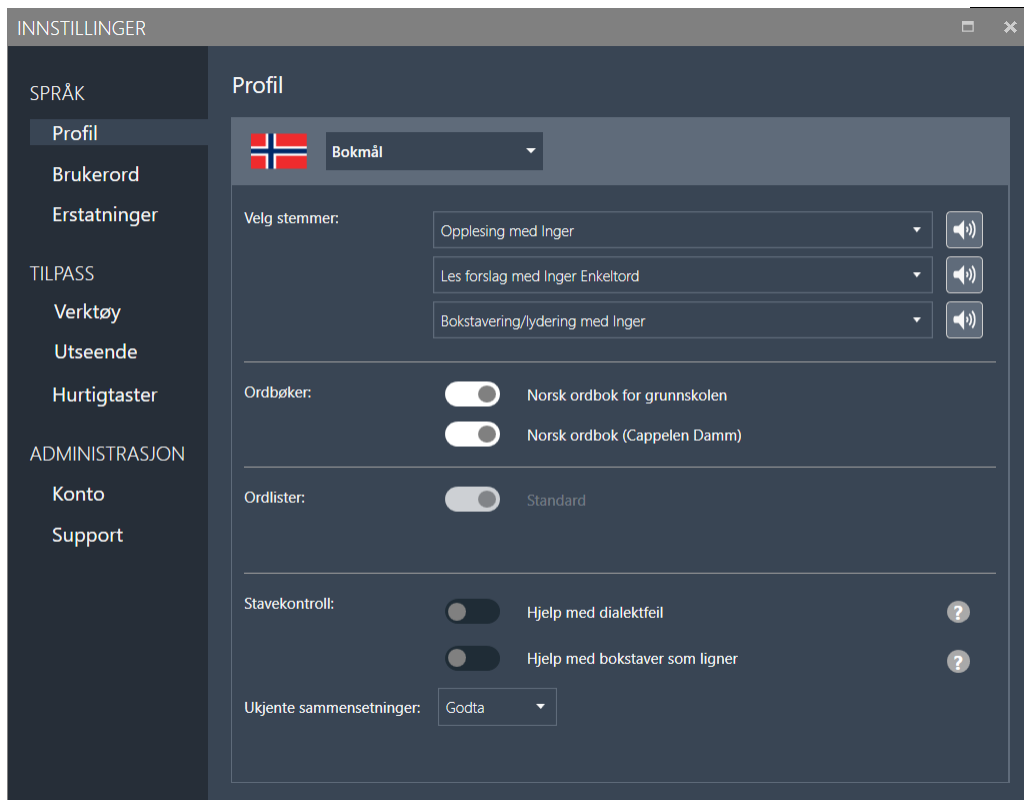 INNSTILLINGER
SPRÅK
Profil
Brukerord
Erstatninger
TILPASS
Verktøy
Utseende
Hurtigtaster
ADMINISTRASJON
Konto
Support
Profil
Bokmål
Velg stemmer:
Opplesing med Inger
Les forslag med Inger Enkeltord
Bokstavering/lydering med Inger
Ordbøker:
Norsk ordbok for grunnskolen
Norsk ordbok (Cappelen Damm)
Ordlister:
Standard
Stavekontroll:
Hjelp med dialektfeil
?
Hjelp med bokstaver som ligner
?
Ukjente sammensetninger:
Godta